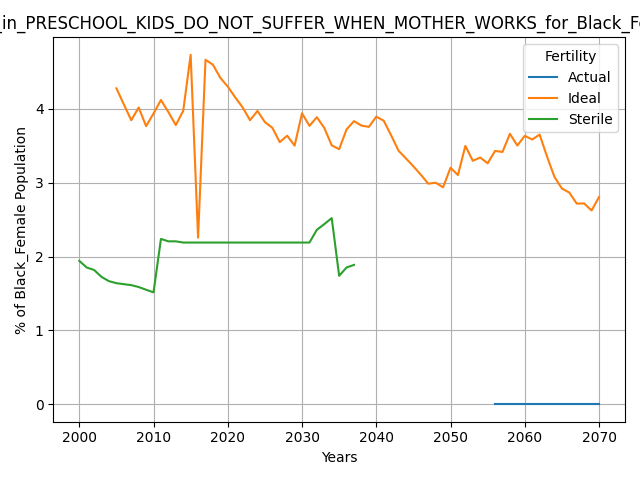 _in_PRESCHOOL_KIDS_DO_NOT_SUFFER_WHEN_MOTHER_WORKS_for_Black_Fe
Fertility
Actual
Ideal
Sterile
% of Black_Female Population
4
3
2
1
0
2000 2010 2020 2030 2040 2050 2060 2070
Years